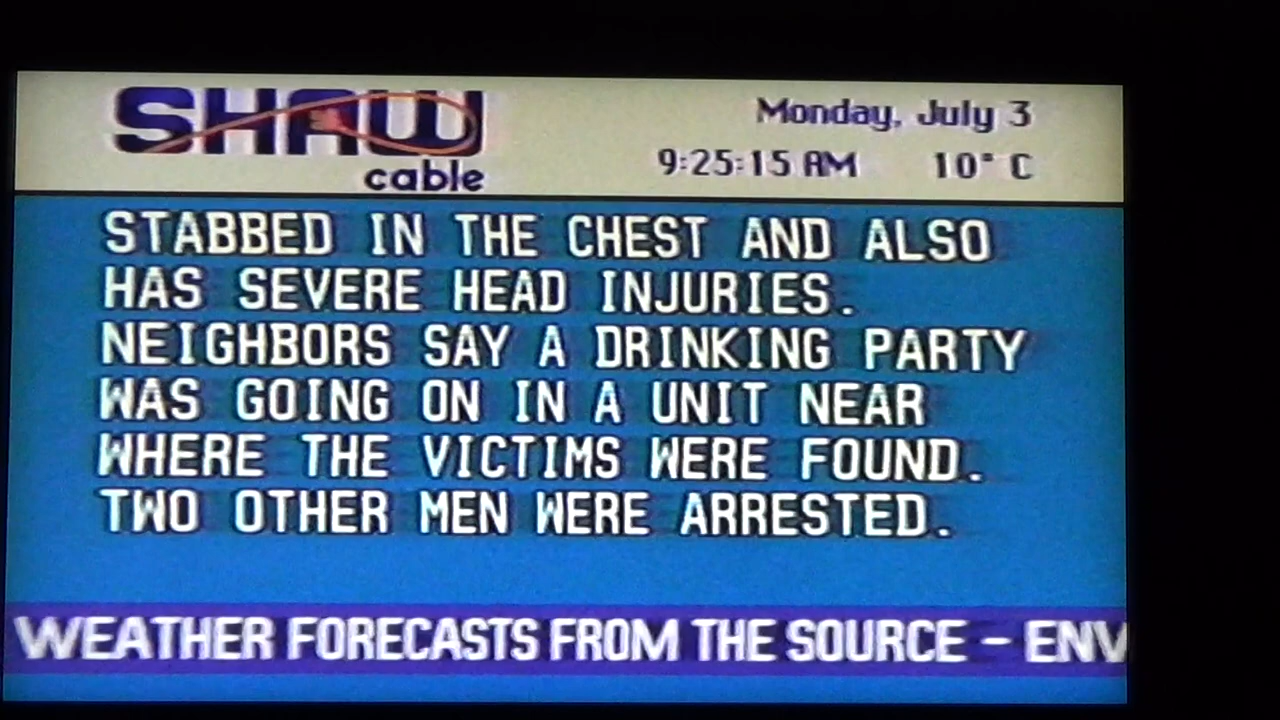 SHAW
cable
Monday, July 3
9:25:15 AM 10° C
STABBED IN THE CHEST AND ALSO
HAS SEVERE HEAD INJURIES.
NEIGHBORS SAY A DRINKING PARTY
WAS GOING ON IN A UNIT NEAR
WHERE THE VICTIMS WERE FOUND.
TWO OTHER MEN WERE ARRESTED.
WEATHER FORECASTS FROM THE SOURCE - ENV